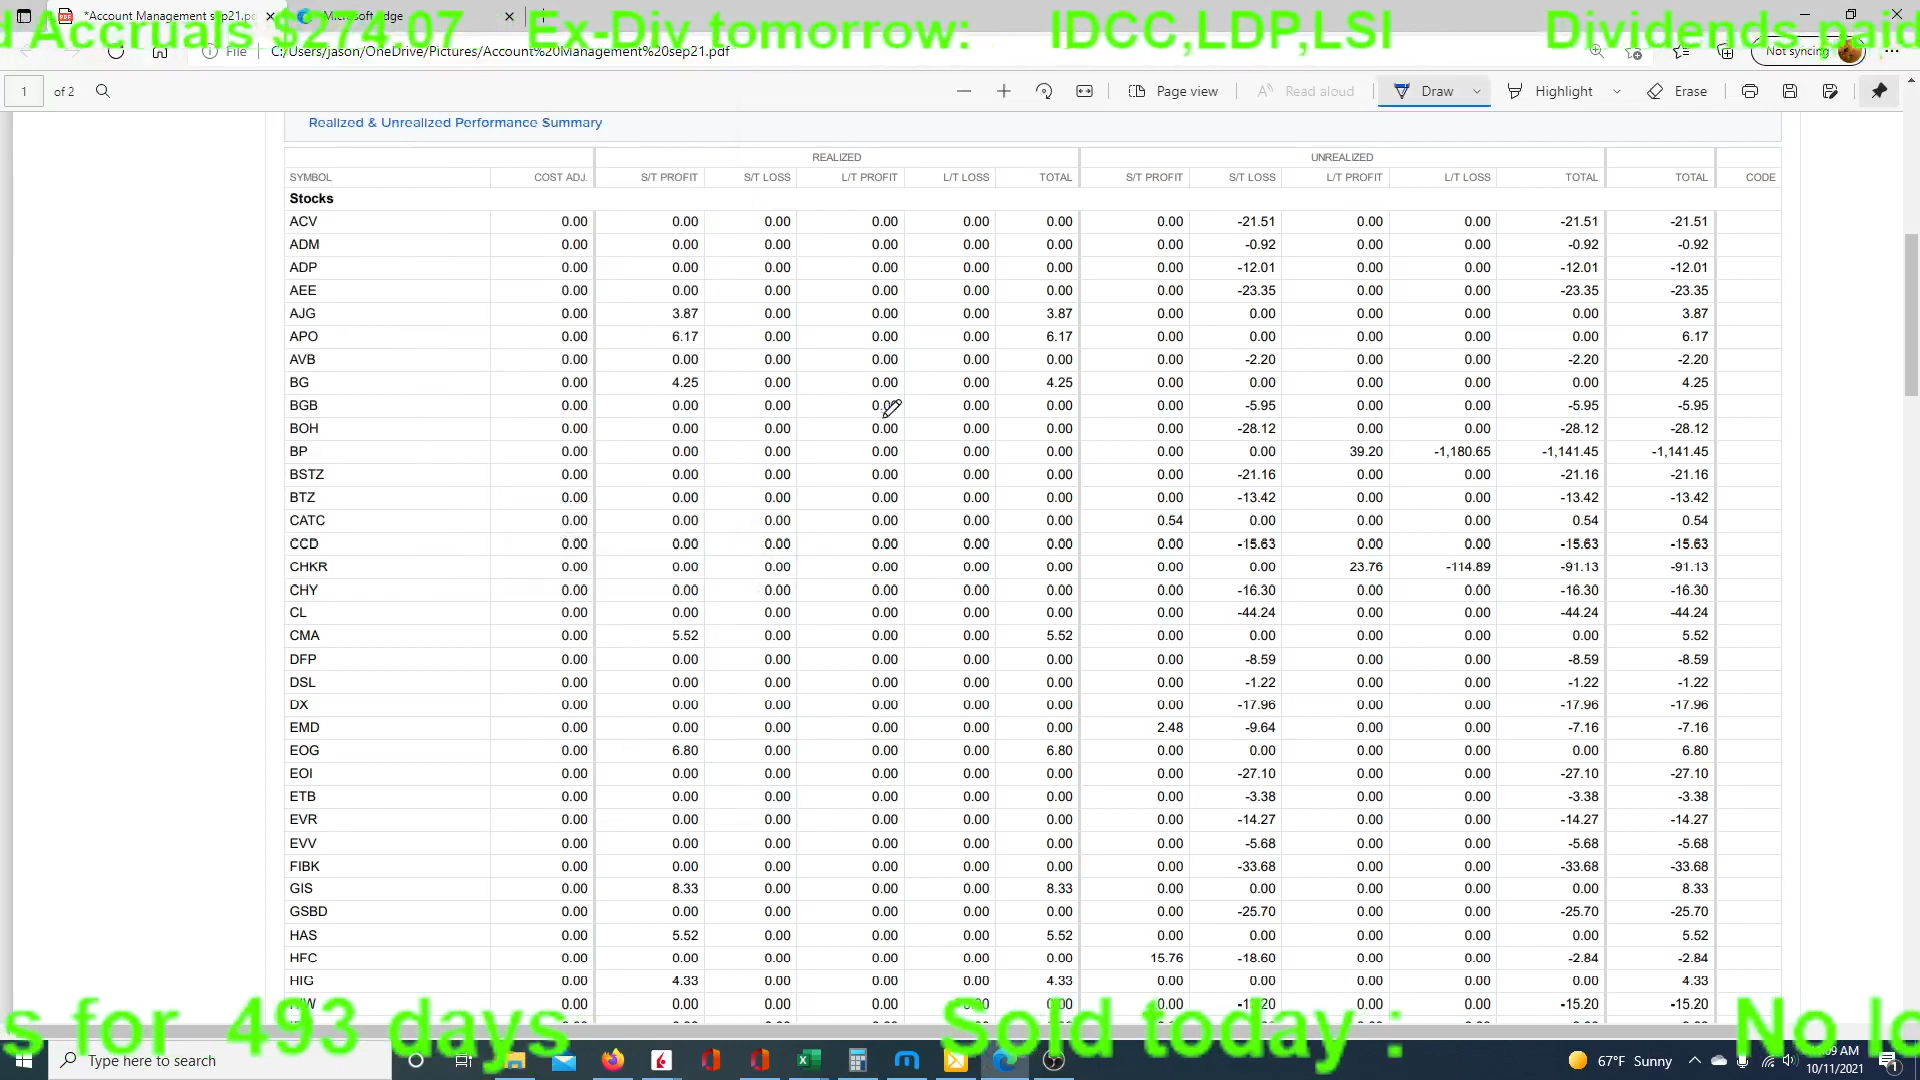 *Account Management sep21.p
Microsoft Edge
d Accruals $274.07 Ex-Div tomorrow: IDCC,LDP,LSI Dividends paid
File C:/Users/jason/OneDrive/Pictures/Account%20Management%20sep21.pdf Not syncing
1 of 2 Page view Read aloud Draw Highlight Erase
Realized & Unrealized Performance Summary
REALIZED UNREALIZED
SYMBOL COST ADJ. S/T PROFIT S/T LOSS L/T PROFIT L/T LOSS TOTAL S/T PROFIT S/T LOSS L/T PROFIT L/T LOSS TOTAL TOTAL CODE
Stocks
ACV 0.00 0.00 0.00 0.00 0.00 0.00 0.00 -21.51 0.00 0.00 -21.51 -21.51
ADM 0.00 0.00 0.00 0.00 0.00 0.00 0.00 -0.92 0.00 0.00 -0.92 -0.92
ADP 0.00 0.00 0.00 0.00 0.00 0.00 0.00 -12.01 0.00 0.00 -12.01 -12.01
AEE 0.00 0.00 0.00 0.00 0.00 0.00 0.00 -23.35 0.00 0.00 -23.35 -23.35
AJG 0.00 3.87 0.00 0.00 0.00 3.87 0.00 0.00 0.00 0.00 0.00 3.87
APO 0.00 6.17 0.00 0.00 0.00 6.17 0.00 0.00 0.00 0.00 0.00 6.17
AVB 0.00 0.00 0.00 0.00 0.00 0.00 0.00 -2.20 0.00 0.00 -2.20 -2.20
BG 0.00 4.25 0.00 0.00 0.00 4.25 0.00 0.00 0.00 0.00 0.00 4.25
BGB 0.00 0.00 0.00 0.00 0.00 0.00 0.00 -5.95 0.00 0.00 -5.95 -5.95
BOH 0.00 0.00 0.00 0.00 0.00 0.00 0.00 -28.12 0.00 0.00 -28.12 -28.12
BP 0.00 0.00 0.00 0.00 0.00 0.00 0.00 0.00 39.20 -1,180.65 -1,141.45 -1,141.45
BSTZ 0.00 0.00 0.00 0.00 0.00 0.00 0.00 -21.16 0.00 0.00 -21.16 -21.16
BTZ 0.00 0.00 0.00 0.00 0.00 0.00 0.00 -13.42 0.00 0.00 -13.42 -13.42
CATC 0.00 0.00 0.00 0.00 0.00 0.00 0.54 0.00 0.00 0.00 0.54 0.54
CCD 0.00 0.00 0.00 0.00 0.00 0.00 0.00 -15.63 0.00 0.00 -15.63 -15.63
CHKR 0.00 0.00 0.00 0.00 0.00 0.00 0.00 0.00 23.76 -114.89 -91.13 -91.13
CHY 0.00 0.00 0.00 0.00 0.00 0.00 0.00 -16.30 0.00 0.00 -16.30 -16.30
CL 0.00 0.00 0.00 0.00 0.00 0.00 0.00 -44.24 0.00 0.00 -44.24 -44.24
CMA 0.00 5.52 0.00 0.00 0.00 5.52 0.00 0.00 0.00 0.00 0.00 5.52
DFP 0.00 0.00 0.00 0.00 0.00 0.00 0.00 -8.59 0.00 0.00 -8.59 -8.59
DSL 0.00 0.00 0.00 0.00 0.00 0.00 0.00 -1.22 0.00 0.00 -1.22 -1.22
DX 0.00 0.00 0.00 0.00 0.00 0.00 0.00 -17.96 0.00 0.00 -17.96 -17.96
EMD 0.00 0.00 0.00 0.00 0.00 0.00 2.48 -9.64 0.00 0.00 -7.16 -7.16
EOG 0.00 6.80 0.00 0.00 0.00 6.80 0.00 0.00 0.00 0.00 0.00 6.80
EOI 0.00 0.00 0.00 0.00 0.00 0.00 0.00 -27.10 0.00 0.00 -27.10 -27.10
ETB 0.00 0.00 0.00 0.00 0.00 0.00 0.00 -3.38 0.00 0.00 -3.38 -3.38
EVR 0.00 0.00 0.00 0.00 0.00 0.00 0.00 -14.27 0.00 0.00 -14.27 -14.27
EVV 0.00 0.00 0.00 0.00 0.00 0.00 0.00 -5.68 0.00 0.00 -5.68 -5.68
FIBK 0.00 0.00 0.00 0.00 0.00 0.00 0.00 -33.68 0.00 0.00 -33.68 -33.68
GIS 0.00 8.33 0.00 0.00 0.00 8.33 0.00 0.00 0.00 0.00 0.00 8.33
GSBD 0.00 0.00 0.00 0.00 0.00 0.00 0.00 -25.70 0.00 0.00 -25.70 -25.70
HAS 0.00 5.52 0.00 0.00 0.00 5.52 0.00 0.00 0.00 0.00 0.00 5.52
HFC 0.00 0.00 0.00 0.00 0.00 0.00 15.76 -18.60 0.00 0.00 -2.84 -2.84
HIG 0.00 4.33 0.00 0.00 0.00 4.33 0.00 0.00 0.00 0.00 0.00 4.33
0.00 0.00 0.00 0.00 0.00 0.00 0.00 0.00 0.00 -15.20 -15.20
s for 493 days Sold today : No lo
Type here to search 67°F Sunny
10/11/2021